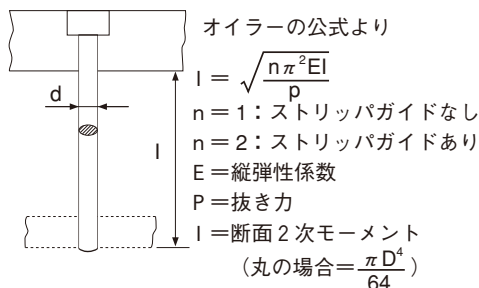 オイラーの公式より
l = √nπ²EI/p
n = 1：ストリッパガイドなし
n = 2：ストリッパガイドあり
E =縦弾性係数
P =抜き力
I =断面２次モーメント
（丸の場合= πD⁴/64 ）
d
l